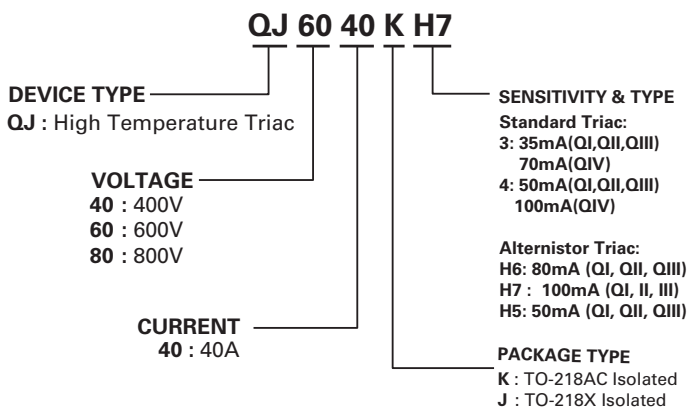 QJ 60 40 K H7
DEVICE TYPE
QJ : High Temperature Triac
VOLTAGE
40 : 400V
60 : 600V
80 : 800V
CURRENT
40 : 40A
SENSITIVITY & TYPE
Standard Triac:
3: 35mA(QI,QII,QIII)
70mA(QIV)
4: 50mA(QI,QII,QIII)
100mA(QIV)
Alternistor Triac:
H6: 80mA (QI, QII, QIII)
H7 : 100mA (QI, II, III)
H5: 50mA (QI, QII, QIII)
PACKAGE TYPE
K : TO-218AC Isolated
J : TO-218X Isolated